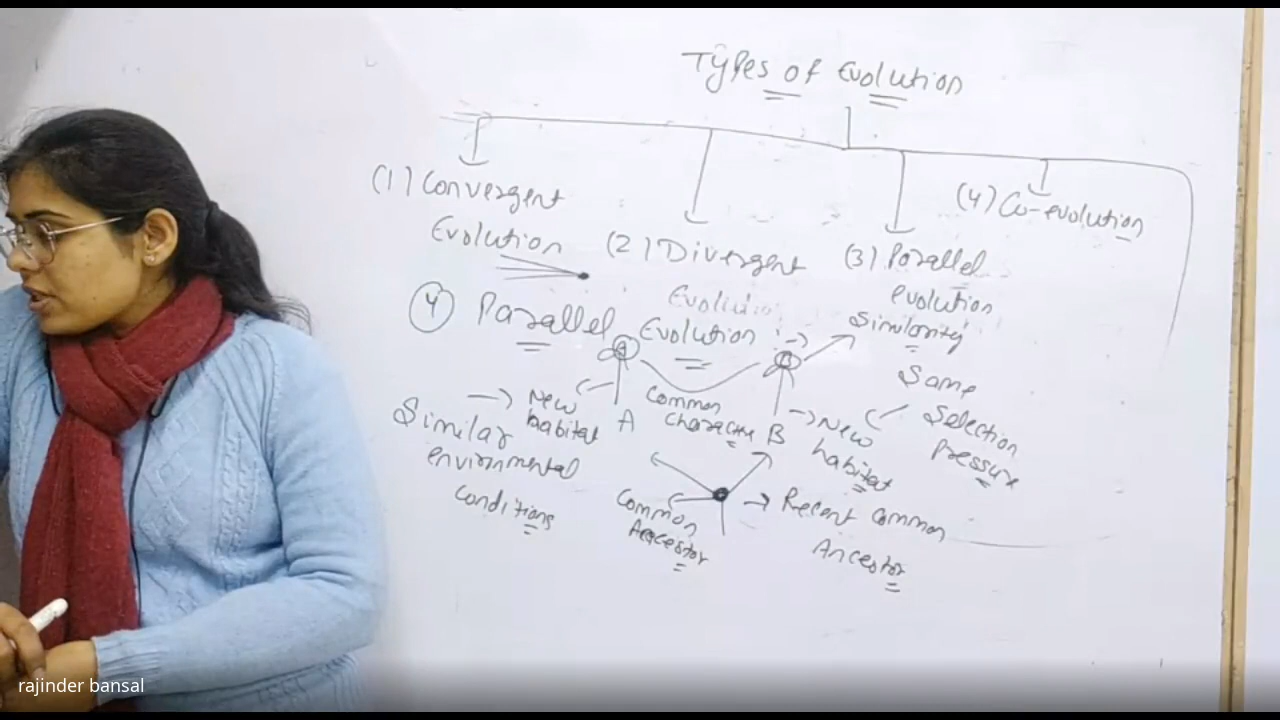 Types of Evolution
(1) Convergent
Evolution
(2) Divergent
Evolution
(3) Parallel
evolution
(4) Co-evolution
Similarity
Same
Selection
Pressure
4 Parallel Evolution
New
habitat
A
Common
Character
B
New
habitat
Similar
environmental
conditions
Common
Ancestor
Recent Common
Ancestor
rajinder bansal